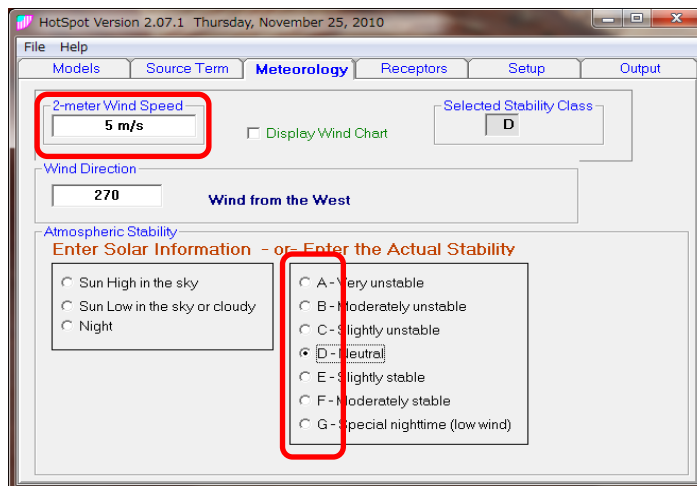 HotSpot Version 2.07.1 Thursday, November 25, 2010
File Help
Models Source Term Meteorology Receptors Setup Output
2-meter Wind Speed
5 m/s
Display Wind Chart
Selected Stability Class
D
Wind Direction
270
Wind from the West
Atmospheric Stability
Enter Solar Information - or- Enter the Actual Stability
Sun High in the sky
Sun Low in the sky or cloudy
Night
A - Very unstable
B - Moderately unstable
C - Slightly unstable
D - Neutral
E - Slightly stable
F - Moderately stable
G - Special nighttime (low wind)